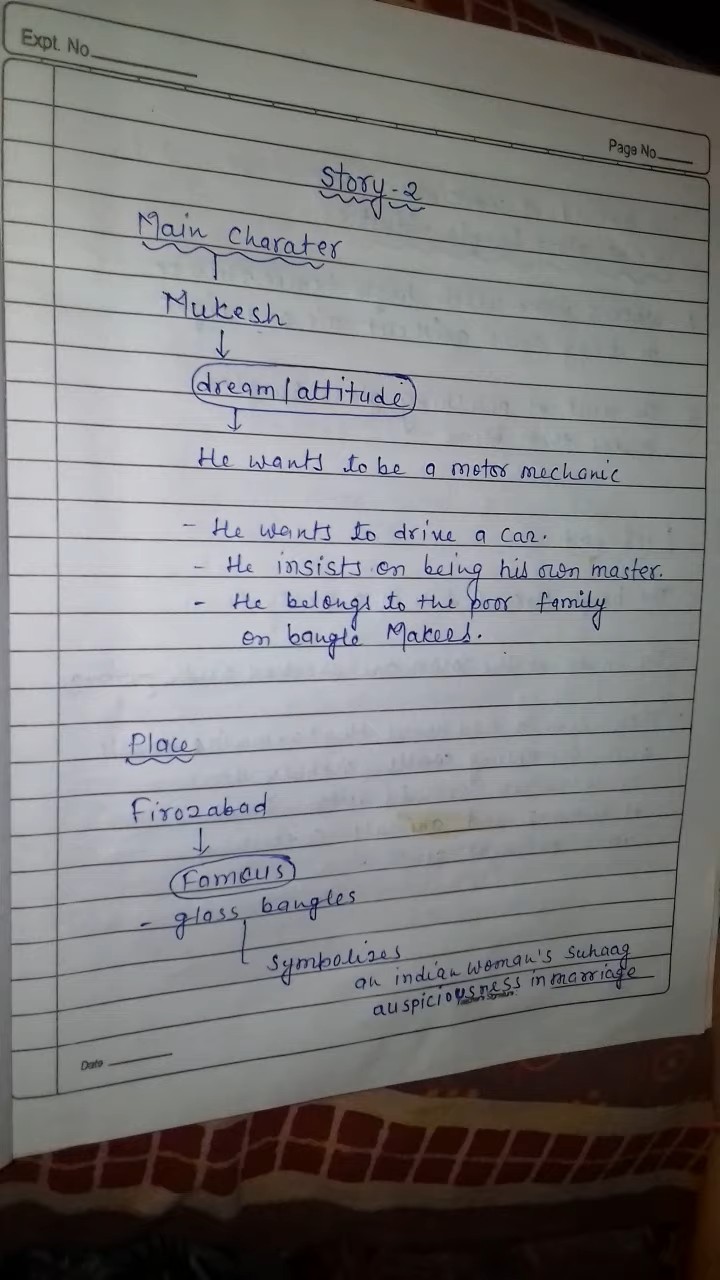 Expt. No
Page No
Story-2
Main Charater
Mukesh
dream/attitude
He wants to be a motor mechanic
- He wants to drive a car.
- He insists on being his own master.
- He belongs to the poor family
on bangle Makees.
Place
Firozabad
Famous
- glass bangles
Symbolizes
an indian woman's Suhaag
auspiciousness in marriage
Date